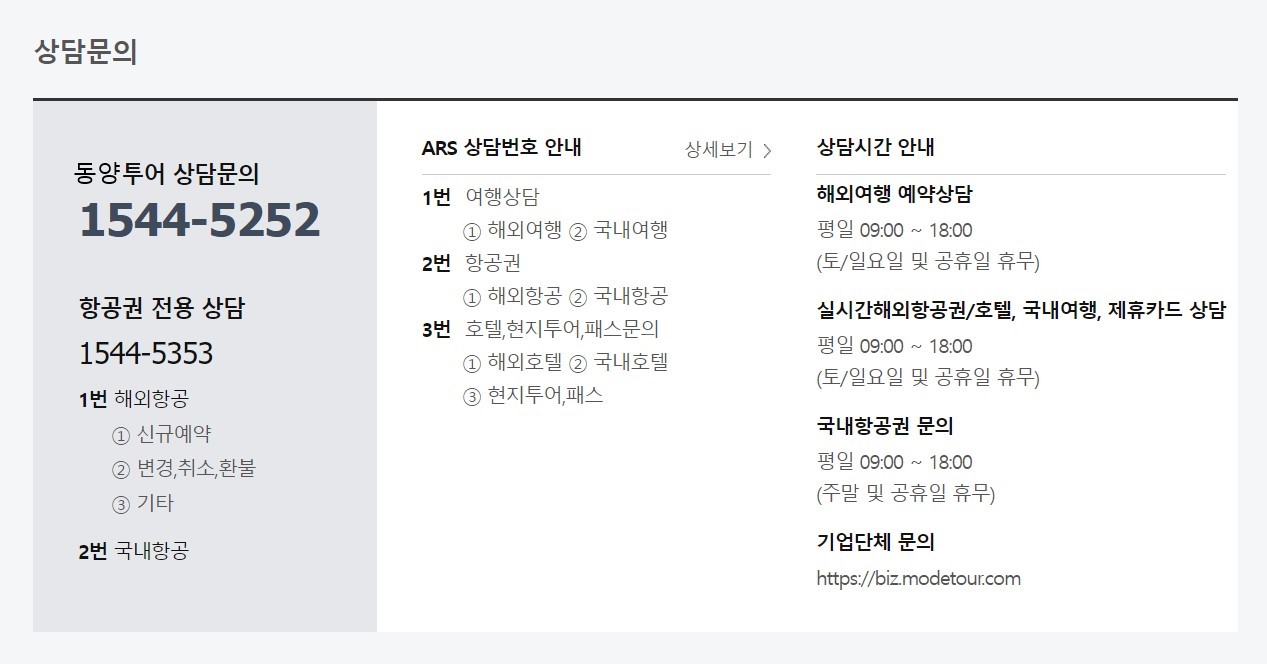 상담문의
동양투어 상담문의
1544-5252
항공권 전용 상담
1544-5353
1번 해외항공
① 신규예약
② 변경,취소,환불
③ 기타
2번 국내항공
ARS 상담번호 안내 상세보기 >
1번 여행상담
① 해외여행 ② 국내여행
2번 항공권
① 해외항공 ② 국내항공
3번 호텔,현지투어,패스문의
① 해외호텔 ② 국내호텔
③ 현지투어,패스
상담시간 안내
해외여행 예약상담
평일 09:00 ~ 18:00
(토/일요일 및 공휴일 휴무)
실시간해외항공권/호텔, 국내여행, 제휴카드 상담
평일 09:00 ~ 18:00
(토/일요일 및 공휴일 휴무)
국내항공권 문의
평일 09:00 ~ 18:00
(주말 및 공휴일 휴무)
기업단체 문의
https://biz.modetour.com